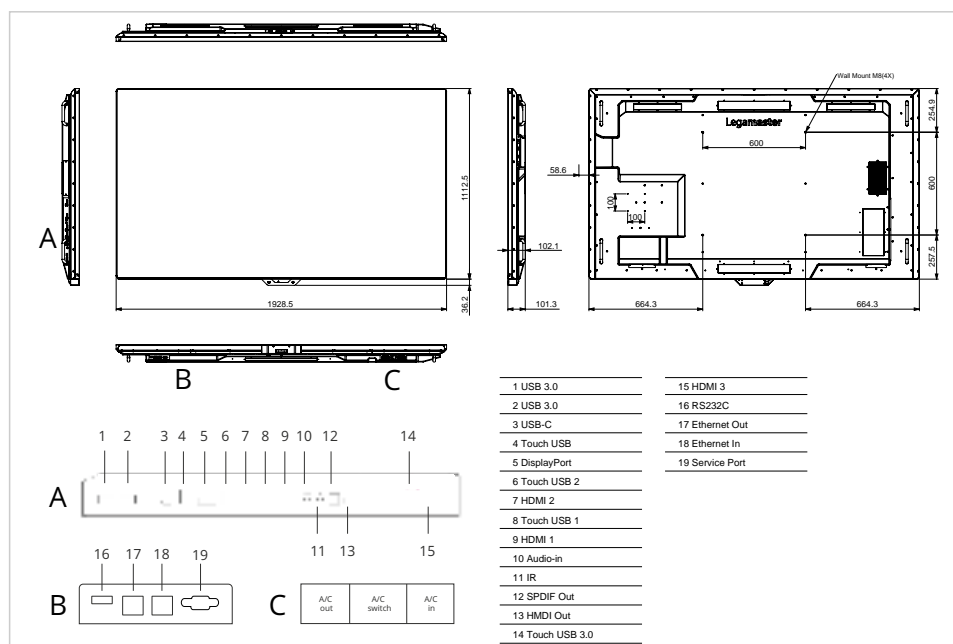 Wall Mount M8(4X)
Legamaster
600
254.9
600
257.5
58.6
100
100
102.1
1112.5
36.2
A
1928.5
101.3
664.3
664.3
B
C
1 USB 3.0
2 USB 3.0
3 USB-C
4 Touch USB
5 DisplayPort
6 Touch USB 2
7 HDMI 2
8 Touch USB 1
9 HDMI 1
10 Audio-in
11 IR
12 SPDIF Out
13 HMDI Out
14 Touch USB 3.0
15 HDMI 3
16 RS232C
17 Ethernet Out
18 Ethernet In
19 Service Port
1 2 3 4 5 6 7 8 9 10 12 14
A
11 13 15
16 17 18 19
B
C
A/C out
A/C switch
A/C in